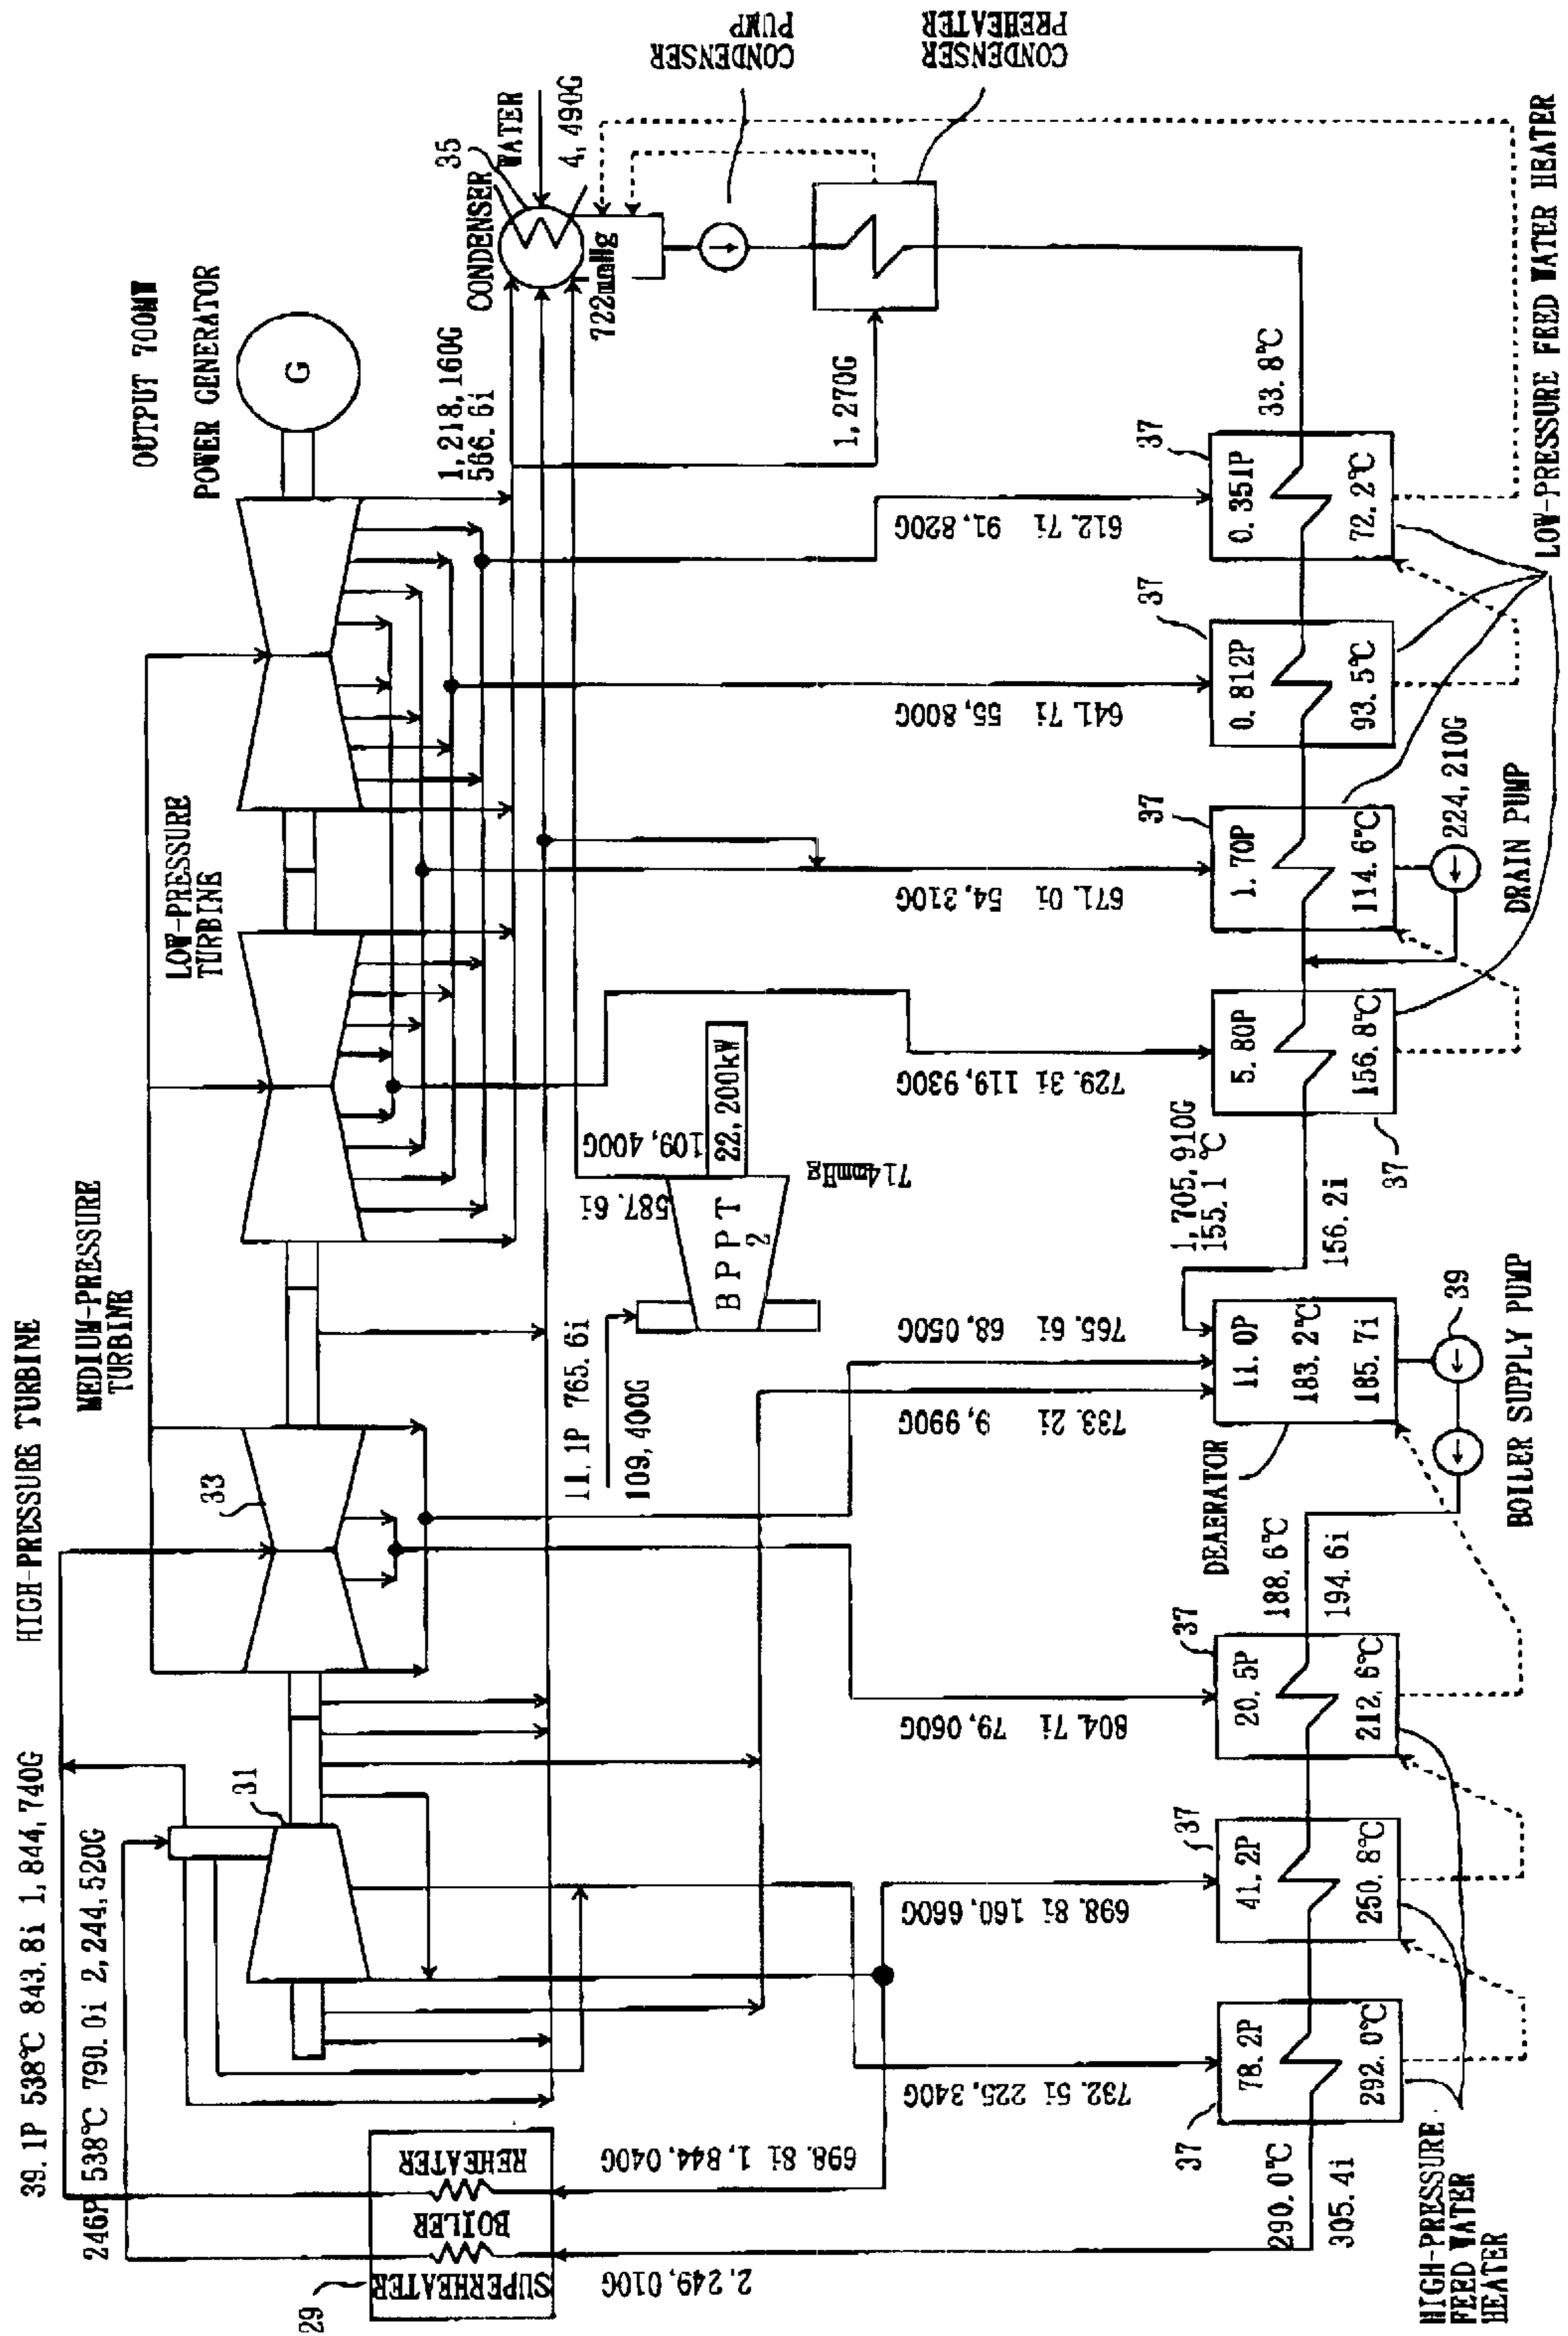 39.1P 538℃ 843.8i 1,844,740G
246P 538℃ 790.0i 2,244,520G
HIGH-PRESSURE TURBINE
MEDIUM-PRESSURE
TURBINE
LOW-PRESSURE
TURBINE
OUTPUT 700MW
POWER GENERATOR
G
31
33
1,218,160G
566.6i
CONDENSER
35
WATER
4,490G
722mmHg
CONDENSER
PUMP
CONDENSER
PREHEATER
1,270G
29
SUPERHEATER
BOILER
REHEATER
2,249,010G
698.8i 1,844,040G
11.1P 765.6i
109,400G
BPPT
2
22,200kW
587.6i
109,400G
714mmHg
732.5i 225,340G
698.8i 160,660G
804.7i 79,060G
733.2i 9,990G
765.6i 68,050G
729.3i 119,930G
671.0i 54,310G
641.7i 55,800G
612.7i 91,820G
37
78.2P
292.0℃
37
41.2P
250.8℃
37
20.5P
212.6℃
290.0℃
305.4i
188.6℃
194.6i
HIGH-PRESSURE
FEED WATER
HEATER
DEAERATOR
11.0P
183.2℃
185.7i
39
BOILER SUPPLY PUMP
1,705,910G
155.1 ℃
156.2i
37
5.80P
156.8℃
37
1.70P
114.6℃
224,210G
DRAIN PUMP
37
0.812P
93.5℃
37
0.351P
72.2℃
33.8℃
LOW-PRESSURE FEED WATER HEATER